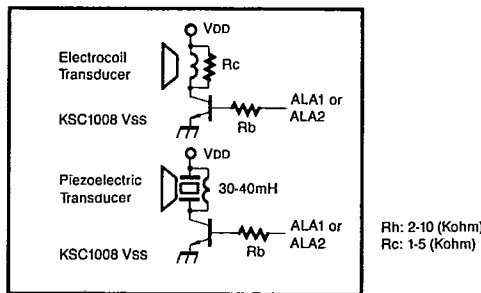 VDD
Electrocoil
Transducer
Rc
ALA1 or
ALA2
Rb
KSC1008 Vss
VDD
Piezoelectric
Transducer
30-40mH
ALA1 or
ALA2
Rb
KSC1008 Vss
Rh: 2-10 (Kohm)
Rc: 1-5 (Kohm)